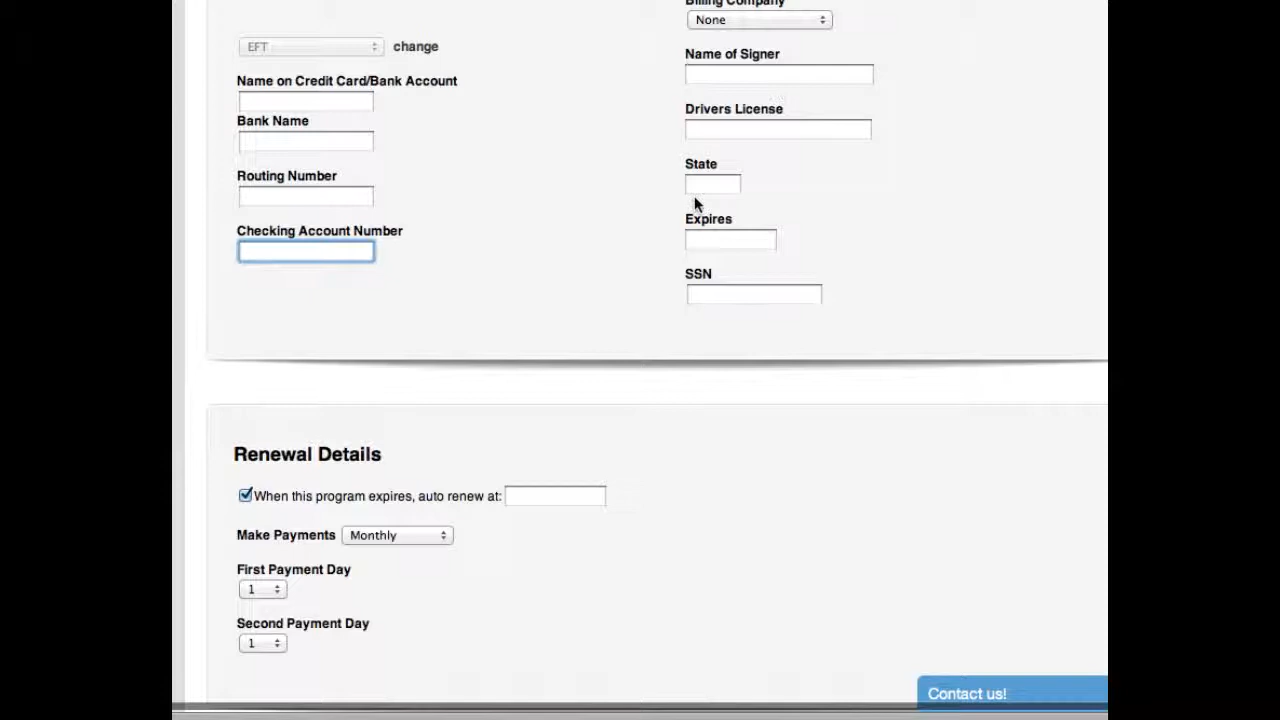 Billing Company
None
EFT change
Name of Signer
Name on Credit Card/Bank Account
Drivers License
Bank Name
State
Routing Number
Expires
Checking Account Number
SSN
Renewal Details
When this program expires, auto renew at:
Make Payments Monthly
First Payment Day
1
Second Payment Day
1
Contact us!